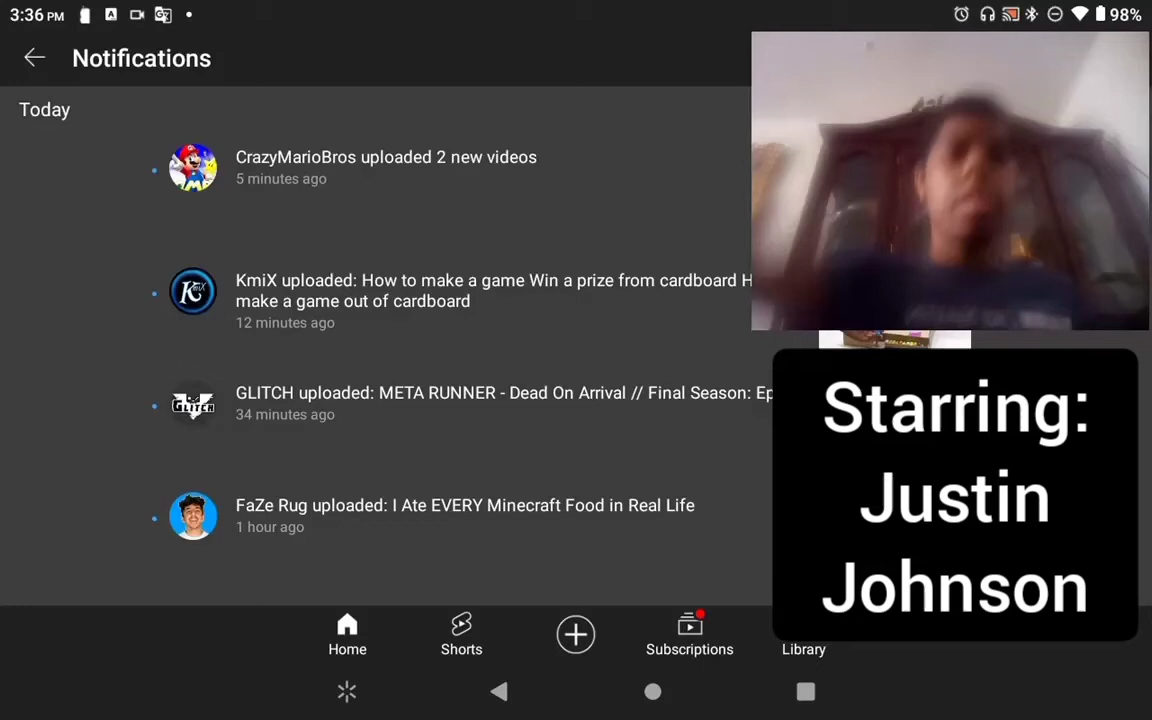 3:36 PM
98%
Notifications
Today
CrazyMarioBros uploaded 2 new videos
5 minutes ago
KmiX uploaded: How to make a game Win a prize from cardboard H
make a game out of cardboard
12 minutes ago
GLITCH
GLITCH uploaded: META RUNNER - Dead On Arrival // Final Season: Ep
34 minutes ago
FaZe Rug uploaded: I Ate EVERY Minecraft Food in Real Life
1 hour ago
Starring:
Justin
Johnson
Home
Shorts
Subscriptions
Library